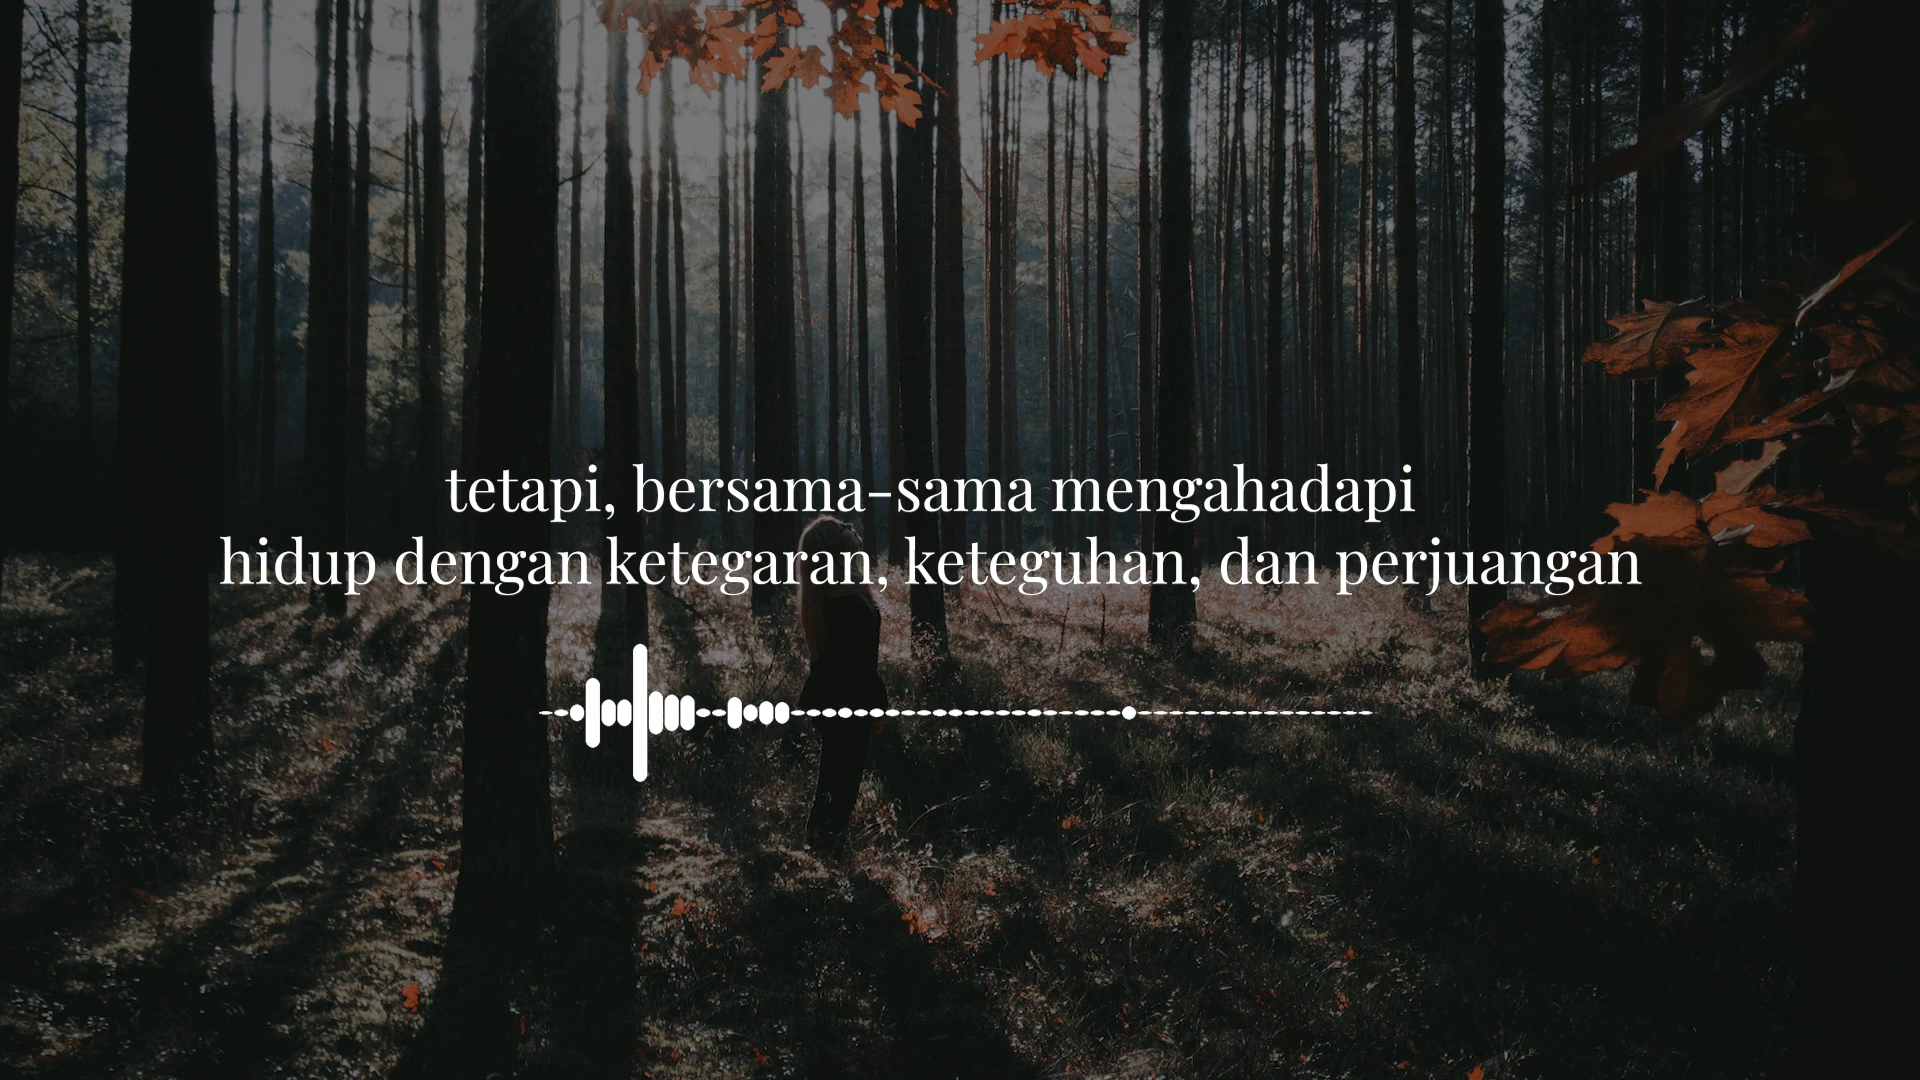 tetapi, bersama-sama mengahadapi
hidup dengan ketegaran, keteguhan, dan perjuangan